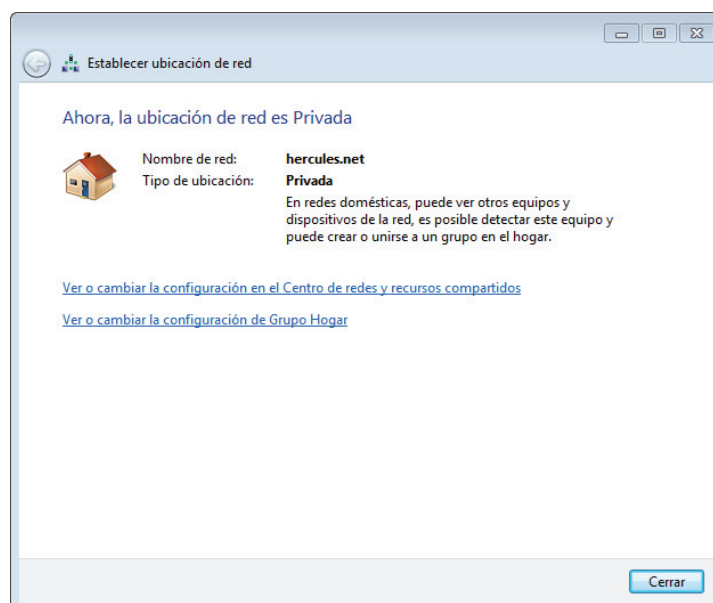 Establecer ubicación de red
Ahora, la ubicación de red es Privada
Nombre de red: hercules.net
Tipo de ubicación: Privada
En redes domésticas, puede ver otros equipos y
dispositivos de la red, es posible detectar este equipo y
puede crear o unirse a un grupo en el hogar.
Ver o cambiar la configuración en el Centro de redes y recursos compartidos
Ver o cambiar la configuración de Grupo Hogar
Cerrar